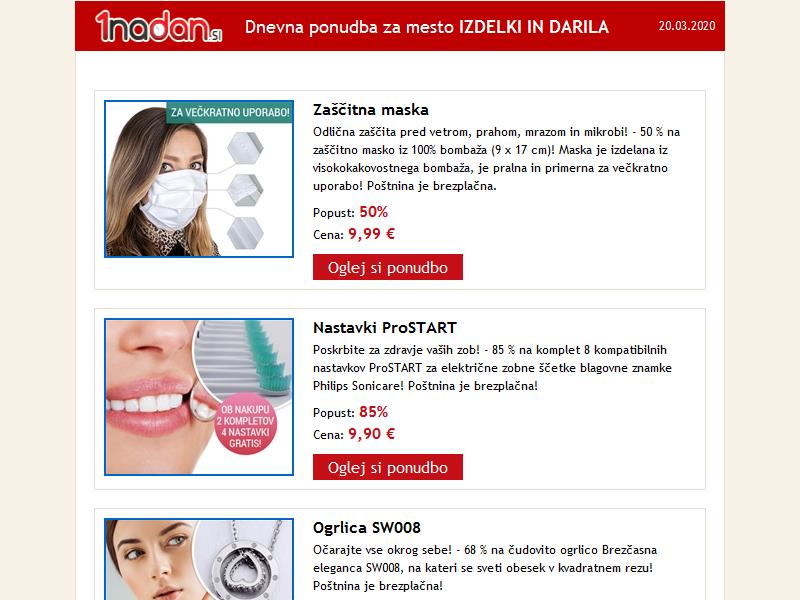 1nadan.si
Dnevna ponudba za mesto IZDELKI IN DARILA
20.03.2020
ZA VEČKRATNO UPORABO!
Zaščitna maska
Odlična zaščita pred vetrom, prahom, mrazom in mikrobi! - 50 % na
zaščitno masko iz 100% bombaža (9 x 17 cm)! Maska je izdelana iz
visokokakovostnega bombaža, je pralna in primerna za večkratno
uporabo! Poštnina je brezplačna.
Popust: 50%
Cena: 9,99 €
Oglej si ponudbo
OB NAKUPU
2 KOMPLETOV
4 NASTAVKI
GRATIS!
Nastavki ProSTART
Poskrbite za zdravje vaših zob! - 85 % na komplet 8 kompatibilnih
nastavkov ProSTART za električne zobne ščetke blagovne znamke
Philips Sonicare! Poštnina je brezplačna!
Popust: 85%
Cena: 9,90 €
Oglej si ponudbo
Ogrlica SW008
Očarajte vse okrog sebe! - 68 % na čudovito ogrlico Brezčasna
eleganca SW008, na kateri se sveti obesek v kvadratnem rezu!
Poštnina je brezplačna!